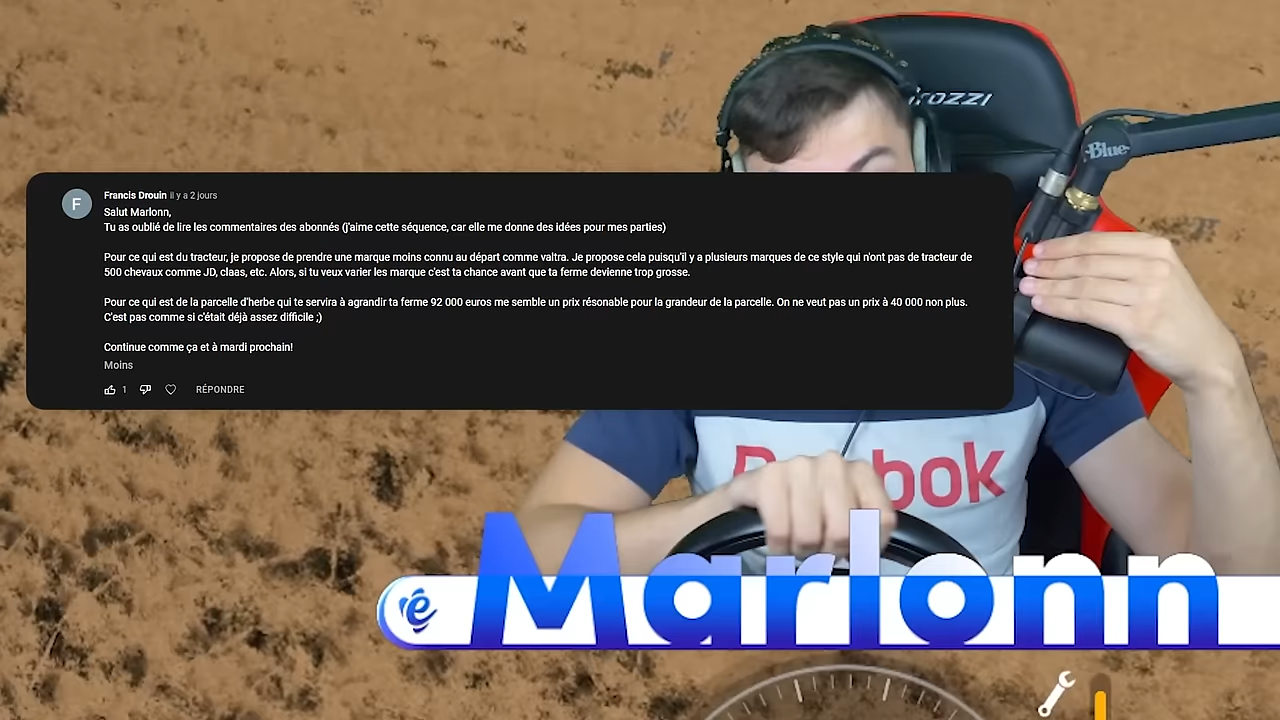 Arozzi
Blue
Francis Drouin il y a 2 jours
Salut Marlonn,
Tu as oublié de lire les commentaires des abonnés (j'aime cette séquence, car elle me donne des idées pour mes parties)
Pour ce qui est du tracteur, je propose de prendre une marque moins connu au départ comme valtra. Je propose cela puisqu'il y a plusieurs marques de ce style qui n'ont pas de tracteur de
500 chevaux comme JD, claas, etc. Alors, si tu veux varier les marque c'est ta chance avant que ta ferme devienne trop grosse.
Pour ce qui est de la parcelle d'herbe qui te servira à agrandir ta ferme 92 000 euros me semble un prix résonable pour la grandeur de la parcelle. On ne veut pas un prix à 40 000 non plus.
C'est pas comme si c'était déjà assez difficile ;)
Continue comme ça et à mardi prochain!
Moins
1 RÉPONDRE
Reebok
Marlonn